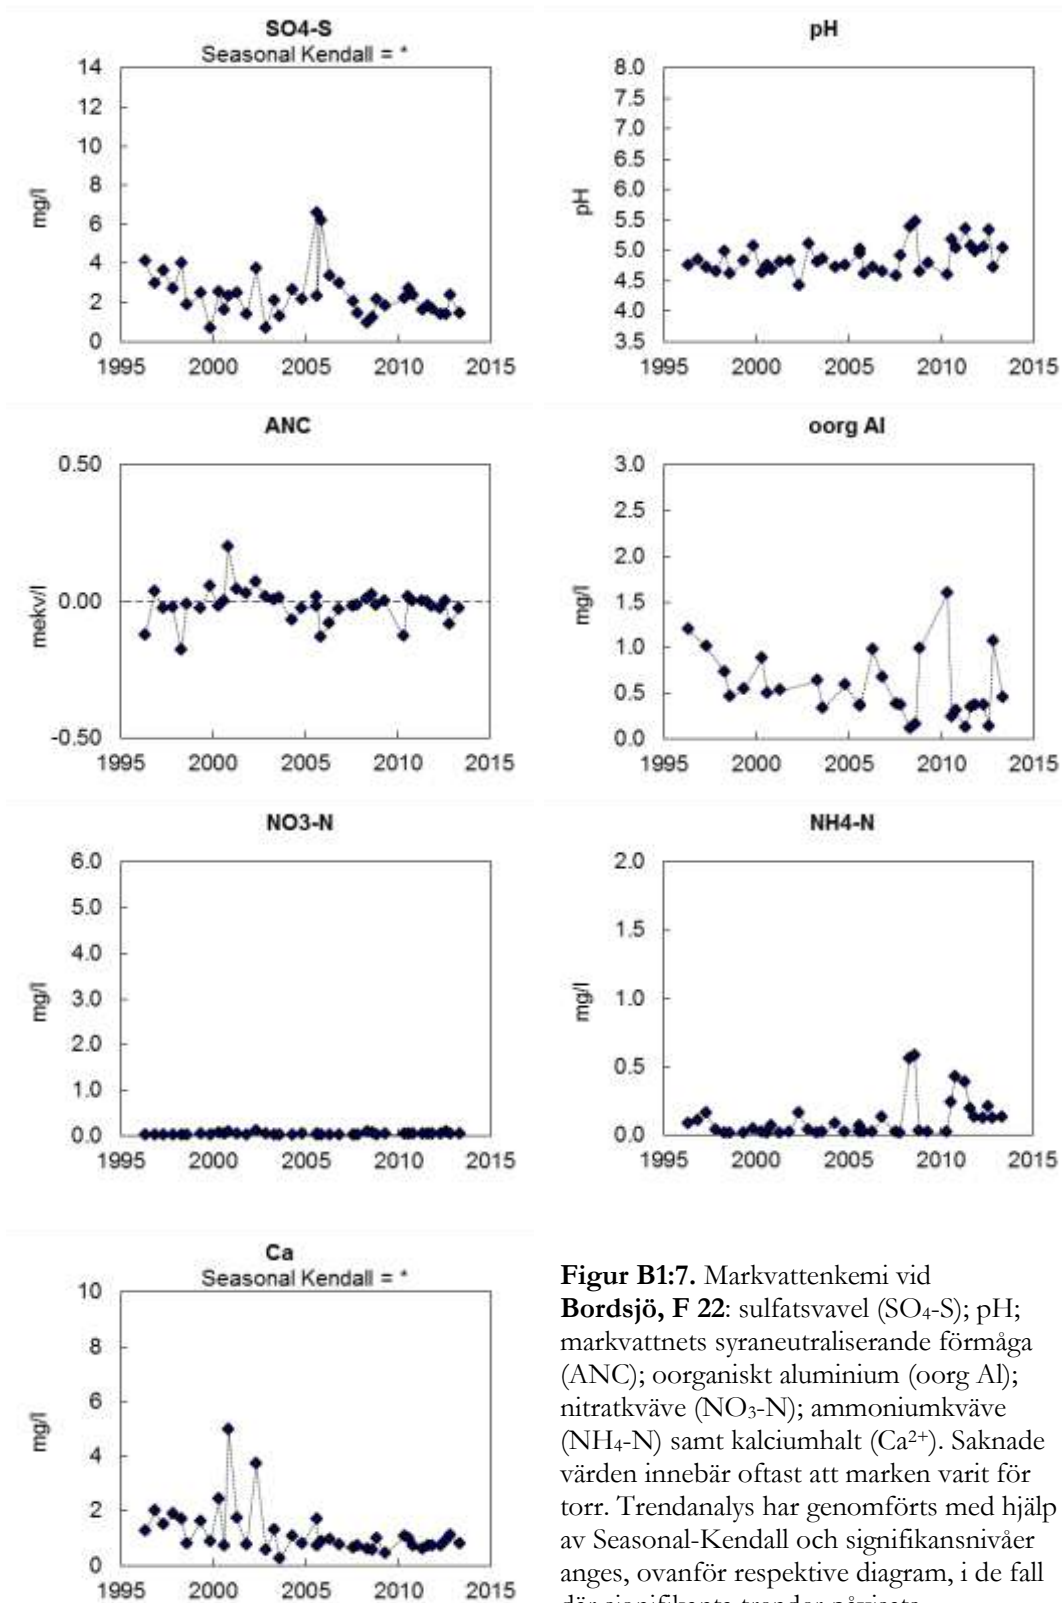 SO4-S
Seasonal Kendall = *
14
12
10
8
6
4
2
0
mg/l
1995 2000 2005 2010 2015
pH
8.0
7.5
7.0
6.5
6.0
5.5
5.0
4.5
4.0
3.5
pH
1995 2000 2005 2010 2015
ANC
0.50
0.00
-0.50
mekv/l
1995 2000 2005 2010 2015
oorg Al
3.0
2.5
2.0
1.5
1.0
0.5
0.0
mg/l
1995 2000 2005 2010 2015
NO3-N
6.0
5.0
4.0
3.0
2.0
1.0
0.0
mg/l
1995 2000 2005 2010 2015
NH4-N
2.0
1.5
1.0
0.5
0.0
mg/l
1995 2000 2005 2010 2015
Ca
Seasonal Kendall = *
10
8
6
4
2
0
mg/l
1995 2000 2005 2010 2015
Figur B1:7. Markvattenkemi vid
Bordsjö, F 22: sulfatsvavel (SO₄-S); pH;
markvattnets syraneutraliserande förmåga
(ANC); oorganiskt aluminium (oorg Al);
nitratkväve (NO₃-N); ammoniumkväve
(NH₄-N) samt kalciumhalt (Ca²⁺). Saknade
värden innebär oftast att marken varit för
torr. Trendanalys har genomförts med hjälp
av Seasonal-Kendall och signifikansnivåer
anges, ovanför respektive diagram, i de fall